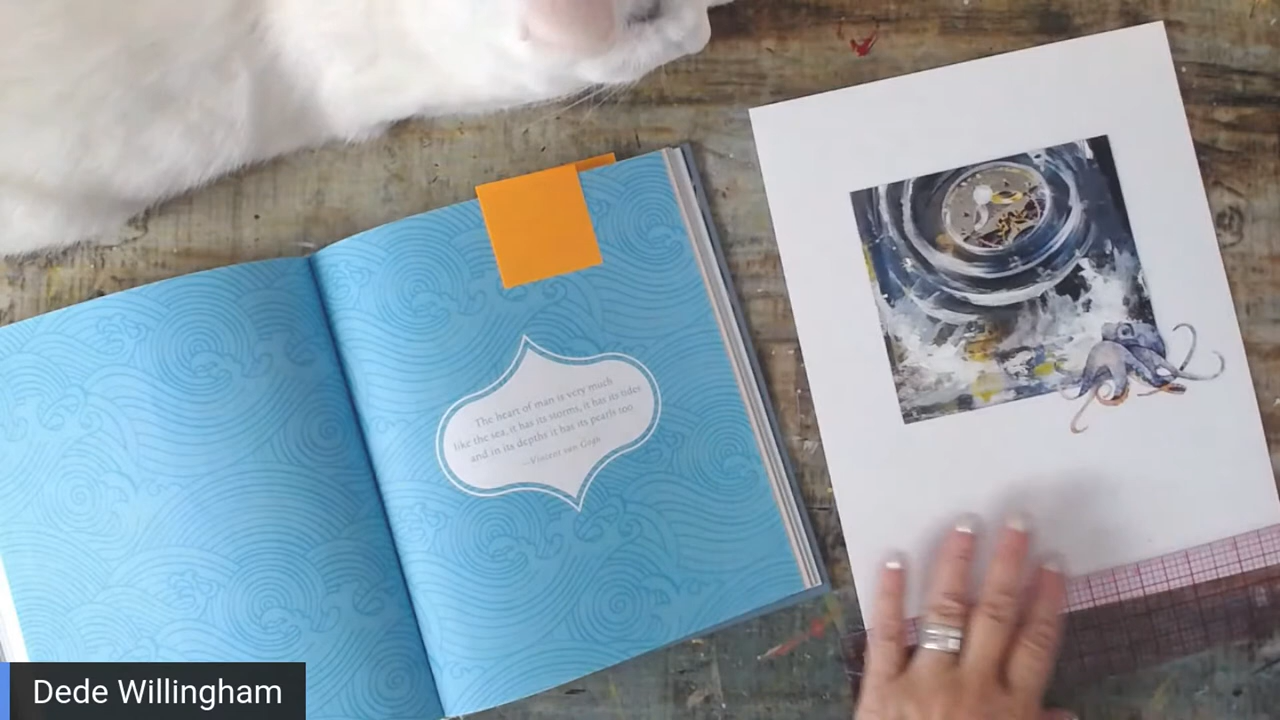 The heart of man is very much
like the sea, it has its storms, it has its tides
and in its depths it has its pearls too
—Vincent van Gogh
Dede Willingham